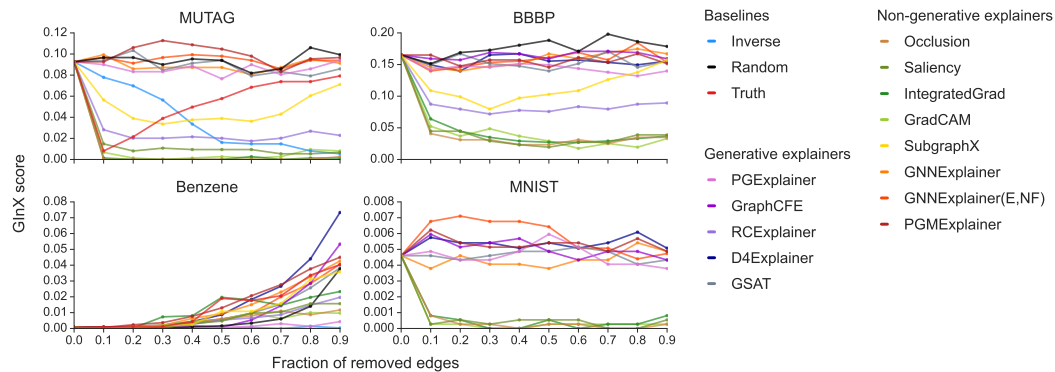 MUTAG
0.12
0.10
0.08
0.06
0.04
0.02
0.00
BBBP
0.20
0.15
0.10
0.05
0.00
Benzene
0.08
0.07
0.06
0.05
0.04
0.03
0.02
0.01
0.00
0.0 0.1 0.2 0.3 0.4 0.5 0.6 0.7 0.8 0.9
MNIST
0.008
0.007
0.006
0.005
0.004
0.003
0.002
0.001
0.000
0.0 0.1 0.2 0.3 0.4 0.5 0.6 0.7 0.8 0.9
GInX score
Fraction of removed edges
Baselines
Inverse
Random
Truth
Generative explainers
PGExplainer
GraphCFE
RCExplainer
D4Explainer
GSAT
Non-generative explainers
Occlusion
Saliency
IntegratedGrad
GradCAM
SubgraphX
GNNExplainer
GNNExplainer(E,NF)
PGMExplainer